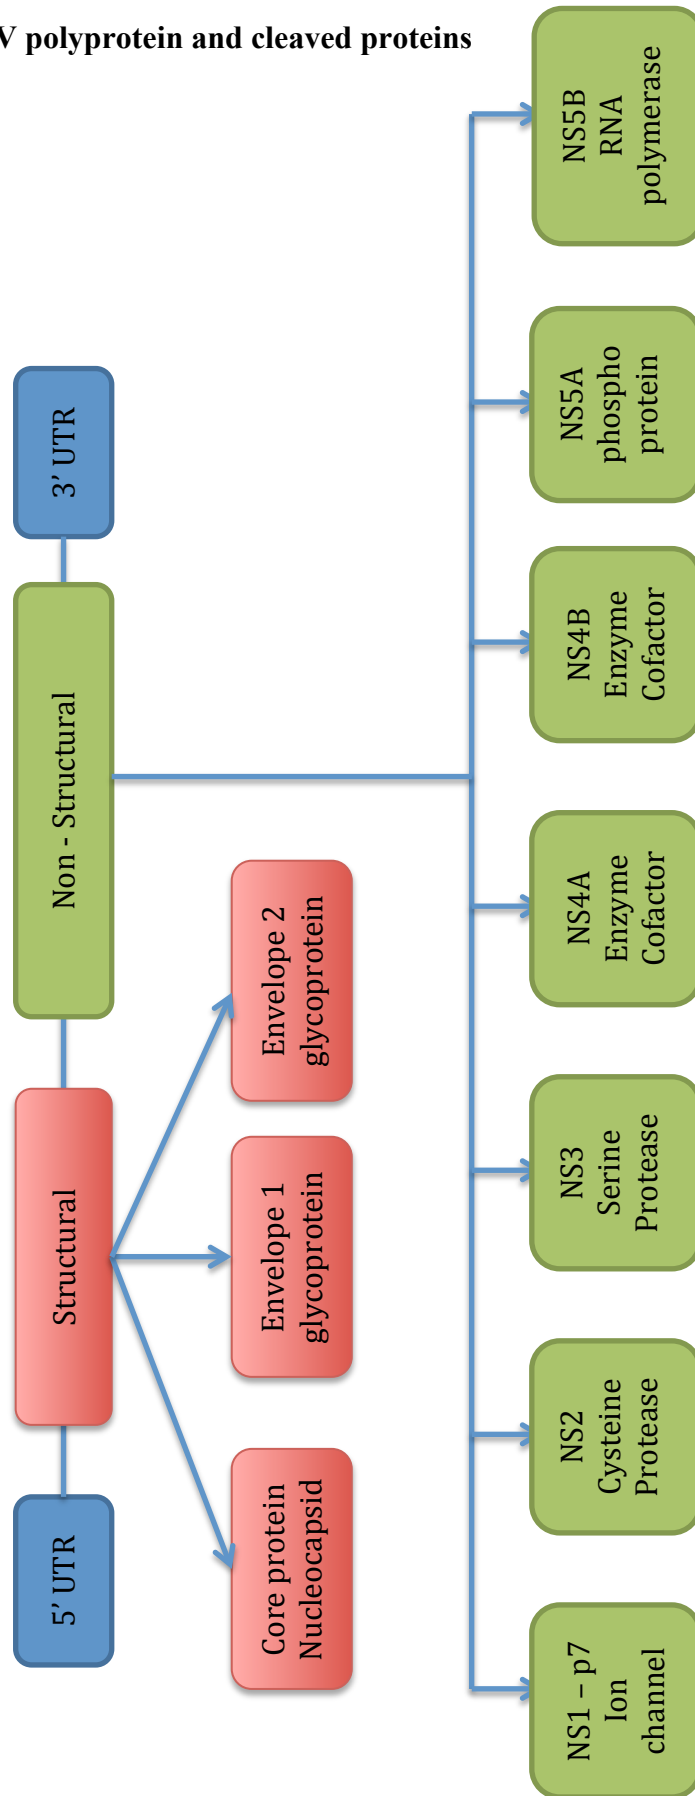 V polyprotein and cleaved proteins
5’ UTR
Structural
Non - Structural
3’ UTR
Core protein
Nucleocapsid
Envelope 1
glycoprotein
Envelope 2
glycoprotein
NS1 – p7
Ion
channel
NS2
Cysteine
Protease
NS3
Serine
Protease
NS4A
Enzyme
Cofactor
NS4B
Enzyme
Cofactor
NS5A
phospho
protein
NS5B
RNA
polymerase